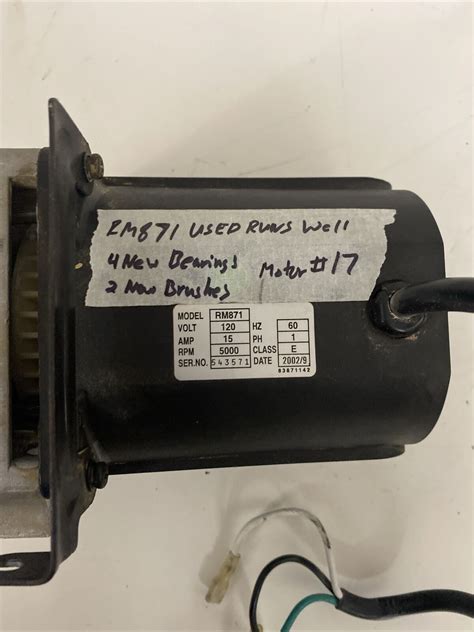 RM871 USED RUNS Well
4 New Bearings
2 New Brushes
Motor #17
MODEL RM871
VOLT 120 HZ 60
AMP 15 PH 1
RPM 5000 CLASS E
SER.NO. 543571 DATE 2002/9
83871142